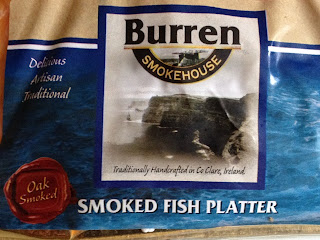 Burren
SMOKEHOUSE
Delicious
Artisan
Traditional
Traditionally Handcrafted in Co Clare, Ireland
Oak
Smoked
SMOKED FISH PLATTER